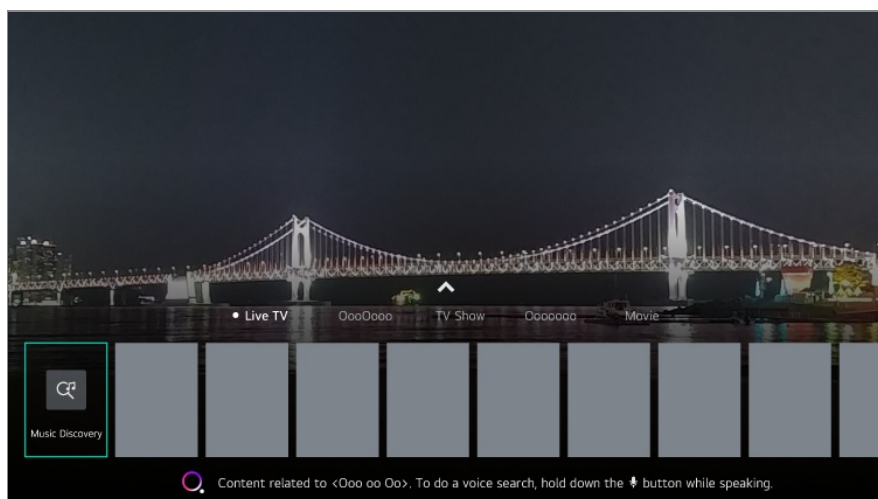 Live TV
OooOooo
TV Show
Ooooooo
Movie
Music Discovery
Content related to <Ooo oo Oo>. To do a voice search, hold down the button while speaking.